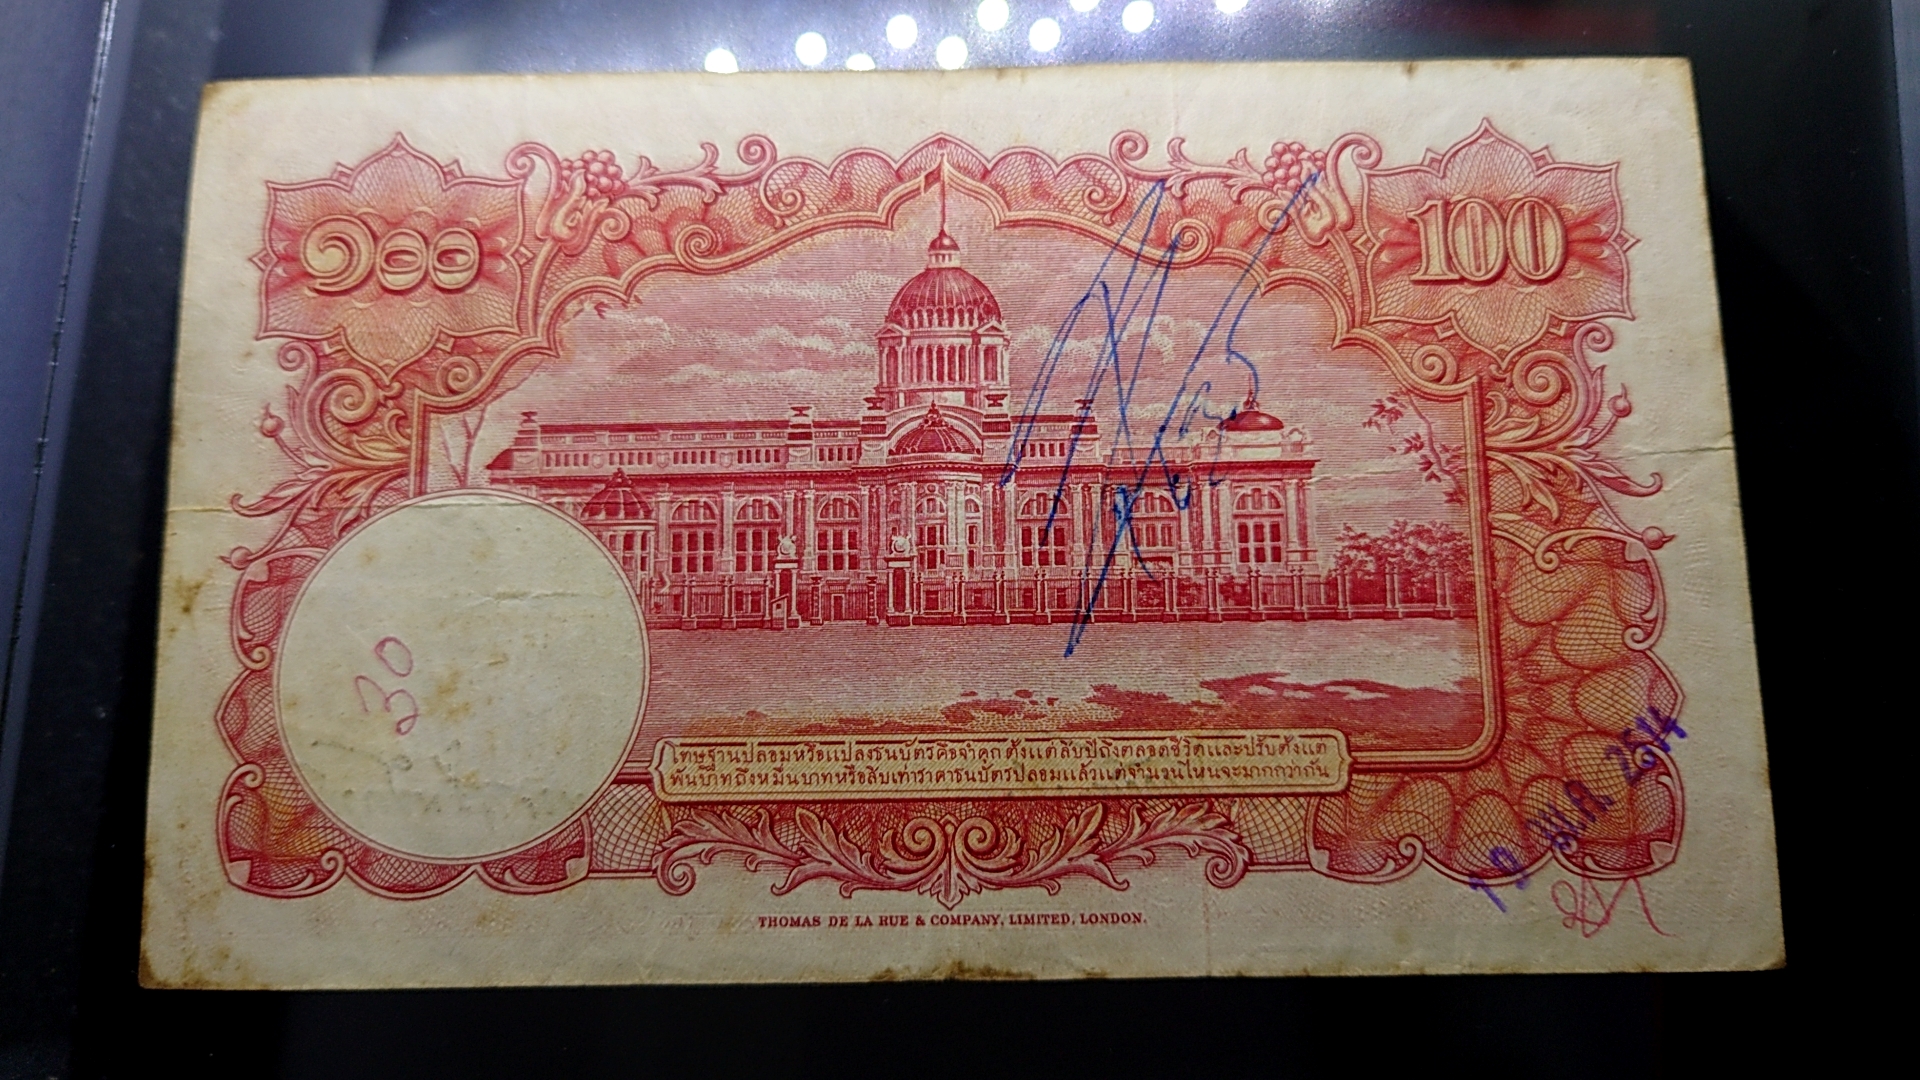 ๑๐๐
100
30
โทษฐานปลอมหรือแปลงธนบัตรคือจำคุกตั้งแต่สิบปีถึงตลอดชีวิตและปรับตั้งแต่
พันบาทถึงหมื่นบาทหรือสิบเท่าราคาธนบัตรปลอมแล้วแต่จำนวนไหนจะมากกว่ากัน
2514
THOMAS DE LA RUE & COMPANY, LIMITED, LONDON.